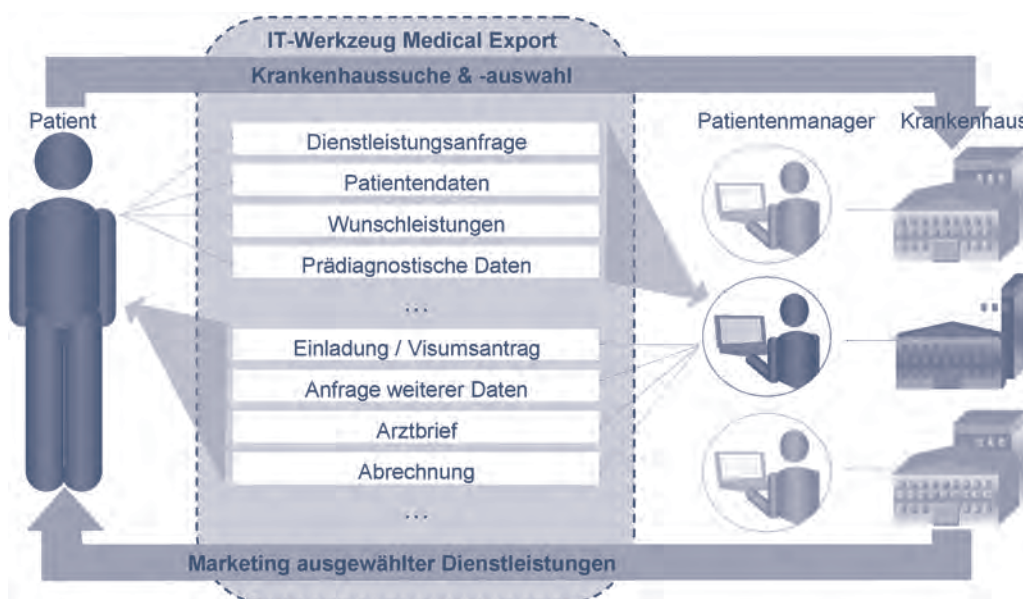 IT-Werkzeug Medical Export
Krankenhaussuche & -auswahl
Patient
Patientenmanager
Krankenhaus
Dienstleistungsanfrage
Patientendaten
Wunschleistungen
Prädiagnostische Daten
...
Einladung / Visumsantrag
Anfrage weiterer Daten
Arztbrief
Abrechnung
...
Marketing ausgewählter Dienstleistungen